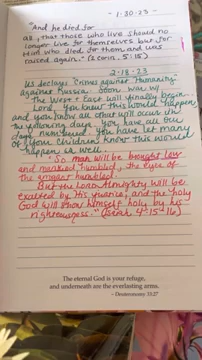 - 1-30-23 -
"And he died for
all, that those who live should no
longer live for themselves but for
him who died for them and was
raised again." (2 Corin. 5:15)
2-18-23
US declares "Crimes against Humanity"
against Russia. Soon war w/
The West + East will finally begin.
Lord, You knew this would happen
and you know all that will occur in
the following days. You have all our
days numbered. You have let many
of your children know this would
happen as well.
"So man will be brought low
and mankind humbled, the eyes of
the arrogant humbled.
But the Lord Almighty will be
exalted by His justice, and the holy
God will show himself holy by his
righteousness." (Isaiah 5:15-16)
The eternal God is your refuge,
and underneath are the everlasting arms.
- Deuteronomy 33:27